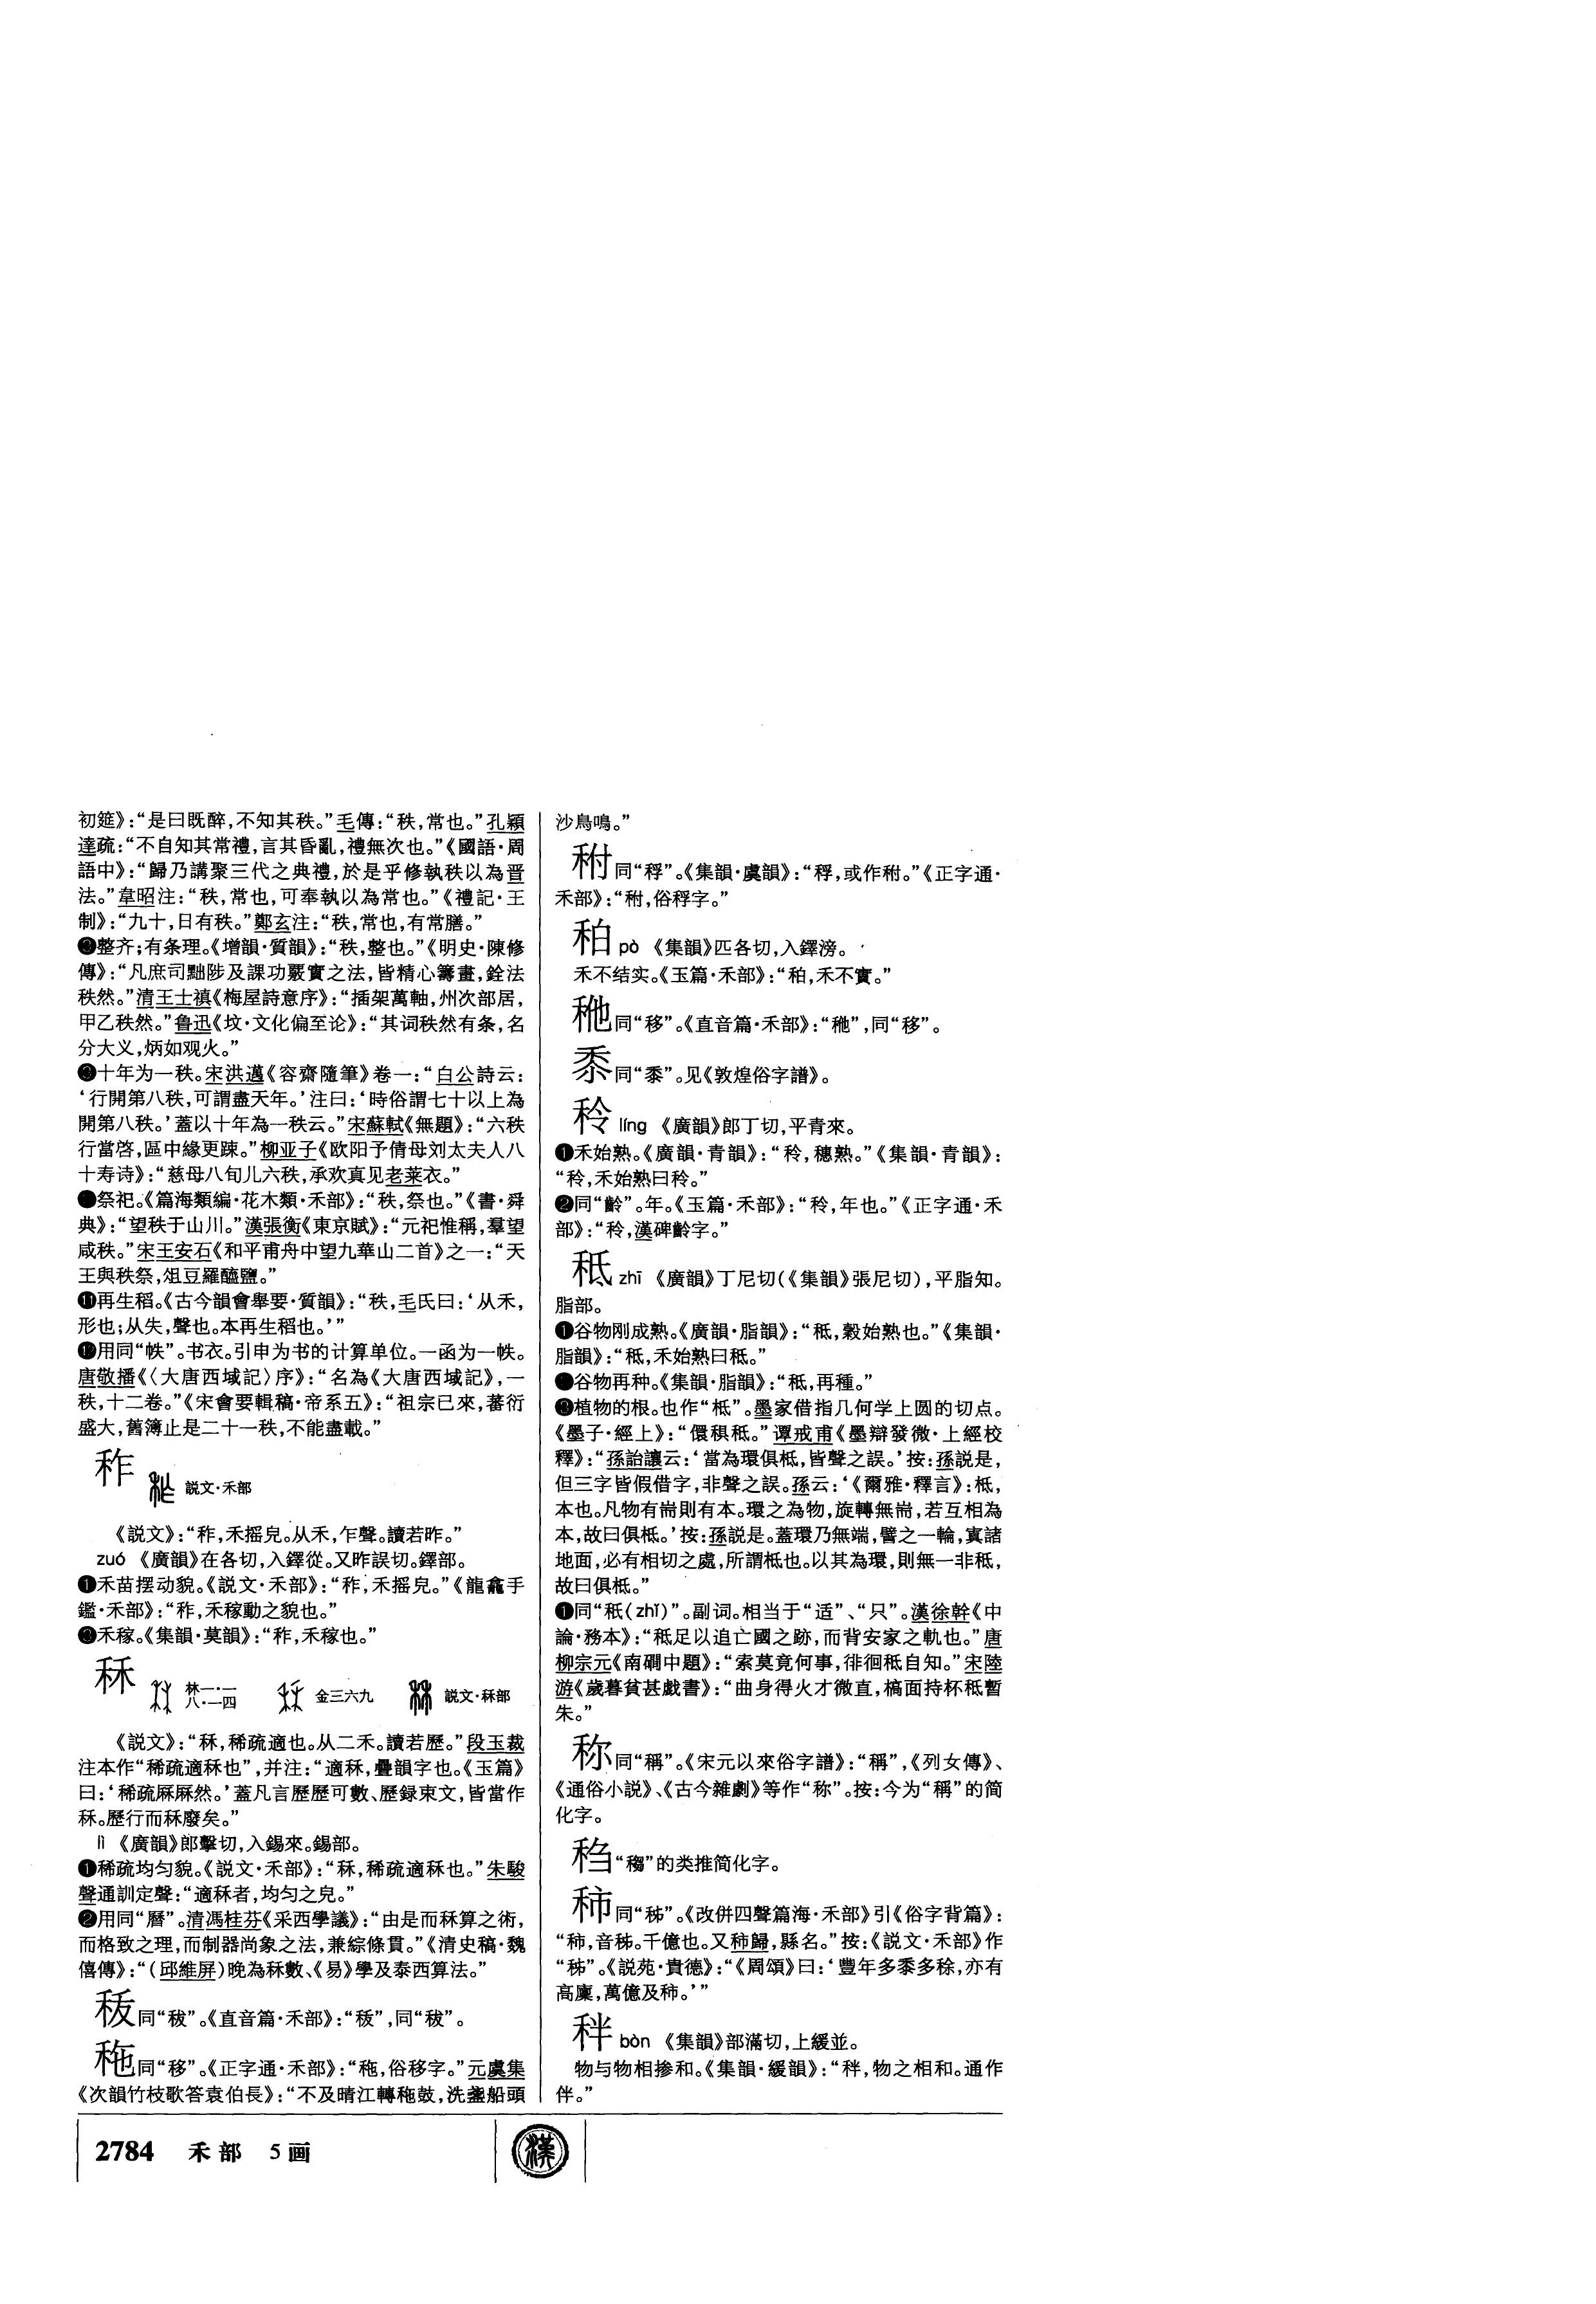 初筵》：“是曰既醉，不知其秩。”毛傳：“秩，常也。”孔穎
達疏：“不自知其常禮，言其昏亂，禮無次也。”《國語·周
語中》：“歸乃講聚三代之典禮，於是乎修執秩以為晋
法。”韋昭注：“秩，常也，可奉執以為常也。”《禮記·王
制》：“九十，日有秩。”鄭玄注：“秩，常也，有常膳。”
整齐；有条理。《增韻·質韻》：“秩，整也。”《明史·陳修
傳》：“凡庶司黜陟及課功覈實之法，皆精心籌畫，銓法
秩然。”清王士禛《梅屋詩意序》：“插架萬軸，州次部居，
甲乙秩然。”鲁迅《坟·文化偏至论》：“其词秩然有条，名
分大义，炳如观火。”
十年为一秩。宋洪邁《容齋隨筆》卷一：“白公詩云：
‘行開第八秩，可謂盡天年。’注曰：‘時俗謂七十以上為
開第八秩。’蓋以十年為一秩云。”宋蘇軾《無題》：“六秩
行當啓，區中緣更踈。”柳亚子《欧阳予倩母刘太夫人八
十寿诗》：“慈母八旬儿六秩，承欢真见老莱衣。”
祭祀。《篇海類編·花木類·禾部》：“秩，祭也。”《書·舜
典》：“望秩于山川。”漢張衡《東京賦》：“元祀惟稱，羣望
咸秩。”宋王安石《和平甫舟中望九華山二首》之一：“天
王與秩祭，俎豆羅醯鹽。”
⓫再生稻。《古今韻會舉要·質韻》：“秩，毛氏曰：‘从禾，
形也；从失，聲也。本再生稻也。’”
⓬用同“帙”。书衣。引申为书的计算单位。一函为一帙。
唐敬播《〈大唐西域記〉序》：“名為《大唐西域記》，一
秩，十二卷。”《宋會要輯稿·帝系五》：“祖宗已來，蕃衍
盛大，舊簿止是二十一秩，不能盡載。”
秨
説文·禾部
《説文》：“秨，禾摇皃。从禾，乍聲。讀若昨。”
zuó 《廣韻》在各切，入鐸從。又昨誤切。鐸部。
❶禾苗摆动貌。《説文·禾部》：“秨，禾摇皃。”《龍龕手
鑑·禾部》：“秨，禾稼動之貌也。”
禾稼。《集韻·莫韻》：“秨，禾稼也。”
秝
林一·一八·一四 金三六九 説文·秝部
《説文》：“秝，稀疏適也。从二禾。讀若歷。”段玉裁
注本作“稀疏適秝也”，并注：“適秝，疊韻字也。《玉篇》
曰：‘稀疏厤厤然。’蓋凡言歷歷可數、歷録束文，皆當作
秝。歷行而秝廢矣。”
lì 《廣韻》郎擊切，入錫來。錫部。
❶稀疏均匀貌。《説文·禾部》：“秝，稀疏適秝也。”朱駿
聲通訓定聲：“適秝者，均匀之皃。”
❷用同“曆”。清馮桂芬《采西學議》：“由是而秝算之術，
而格致之理，而制器尚象之法，兼綜條貫。”《清史稿·魏
僖傳》：“（邱維屏）晚為秝數、《易》學及泰西算法。”
秡同“秡”。《直音篇·禾部》：“秡”，同“秡”。
䄬同“移”。《正字通·禾部》：“䄬，俗移字。”元虞集
《次韻竹枝歌答袁伯長》：“不及晴江轉䄬鼓，洗盞船頭
沙鳥鳴。”
秿同“稃”。《集韻·虞韻》：“稃，或作秿。”《正字通·
禾部》：“秿，俗稃字。”
䄸 pò 《集韻》匹各切，入鐸滂。
禾不结实。《玉篇·禾部》：“䄸，禾不實。”
同“移”。《直音篇·禾部》： ，同“移”。
同“黍”。见《敦煌俗字譜》。
秢 líng 《廣韻》郎丁切，平青來。
❶禾始熟。《廣韻·青韻》：“秢，穗熟。”《集韻·青韻》：
“秢，禾始熟曰秢。”
❷同“齡”。年。《玉篇·禾部》：“秢，年也。”《正字通·禾
部》：“秢，漢碑齡字。”
秪 zhī 《廣韻》丁尼切（《集韻》張尼切），平脂知。
脂部。
❶谷物刚成熟。《廣韻·脂韻》：“秪，穀始熟也。”《集韻·
脂韻》：“秪，禾始熟曰秪。”
谷物再种。《集韻·脂韻》：“秪，再種。”
❸植物的根。也作“柢”。墨家借指几何学上圆的切点。
《墨子·經上》：“儇稘秪。”谭戒甫《墨辯發微·上經校
釋》：“孫詒讓云：‘當為環俱柢，皆聲之誤。’按：孫説是，
但三字皆假借字，非聲之誤。孫云：‘《爾雅·釋言》：柢，
本也。凡物有耑則有本。環之為物，旋轉無耑，若互相為
本，故曰俱柢。’按：孫説是。蓋環乃無端，譬之一輪，寘諸
地面，必有相切之處，所謂柢也。以其為環，則無一非秪，
故曰俱柢。”
❶同“秖（zhǐ）”。副词。相当于“适”、“只”。漢徐幹《中
論·務本》：“秪足以追亡國之跡，而背安家之軌也。”唐
柳宗元《南磵中題》：“索莫竟何事，徘徊秪自知。”宋陸
游《歲暮貧甚戲書》：“曲身得火才微直，槁面持杯秪暫
朱。”
称同“稱”。《宋元以來俗字譜》：“稱”，《列女傳》、
《通俗小説》、《古今雜劇》等作“称”。按：今为“稱”的简
化字。
“稯”的类推简化字。
秭同“秭”。《改併四聲篇海·禾部》引《俗字背篇》：
“秭，音秭。千億也。又秭歸，縣名。”按：《説文·禾部》作
“秭”。《説苑·貴德》：“《周頌》曰：‘豐年多黍多稌，亦有
高廩，萬億及秭。’”
秚 bàn 《集韻》部滿切，上緩並。
物与物相掺和。《集韻·緩韻》：“秚，物之相和。通作
伴。”
2784 禾部 5画
漢